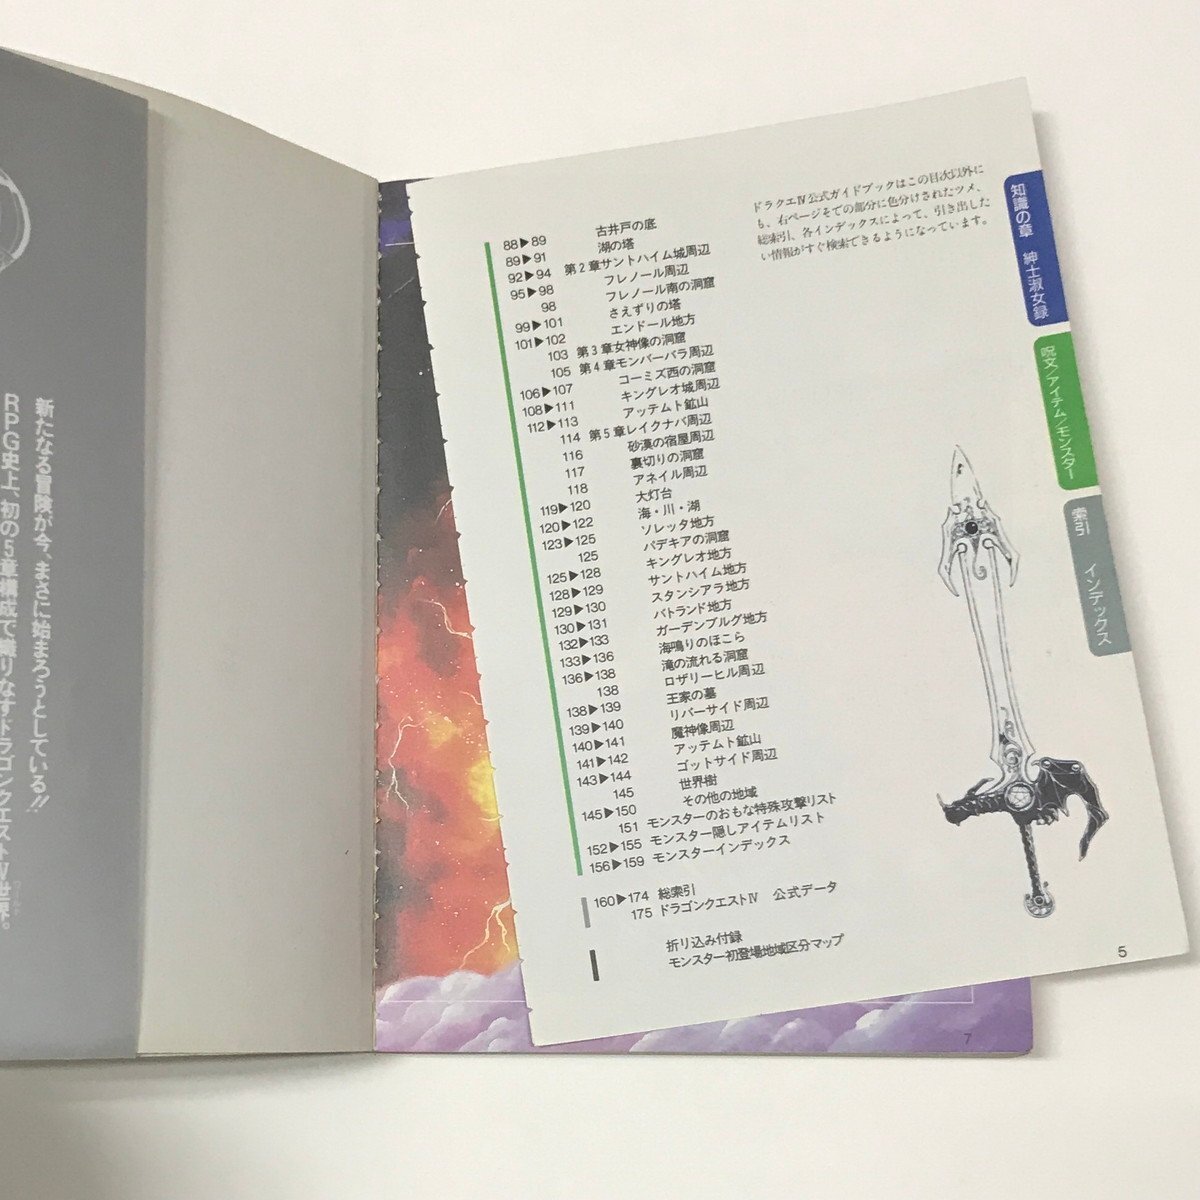 新たなる冒険が今、まさに始まろうとしている!!
RPG史上、初の5章構成で織りなすドラゴンクエストⅣ世界。
ドラクエⅣ公式ガイドブックはこの目次以外に
も、右ページそでの部分に色分けされたツメ、
総索引、各インデックスによって、引き出した
い情報がすぐ検索できるようになっています。
88▶89 古井戸の底
89▶91 湖の塔
92▶94 第2章サントハイム城周辺
95▶98 フレノール周辺
98 フレノール南の洞窟
99▶101 さえずりの塔
101▶102 エンドール地方
103 第3章女神像の洞窟
105 第4章モンバーバラ周辺
106▶107 コーミズ西の洞窟
108▶111 キングレオ城周辺
112▶113 アッテムト鉱山
114 第5章レイクナバ周辺
116 砂漠の宿屋周辺
117 裏切りの洞窟
118 アネイル周辺
119▶120 大灯台
120▶122 海・川・湖
123▶125 ソレッタ地方
125 パデキアの洞窟
125▶128 キングレオ地方
128▶129 サントハイム地方
129▶130 スタンシアラ地方
130▶131 バトランド地方
132▶133 ガーデンブルグ地方
133▶136 海鳴りのほこら
136▶138 滝の流れる洞窟
138 ロザリーヒル周辺
138▶139 王家の墓
139▶140 リバーサイド周辺
140▶141 魔神像周辺
141▶142 アッテムト鉱山
143▶144 ゴットサイド周辺
145 世界樹
145▶150 その他の地域
151 モンスターのおもな特殊攻撃リスト
152▶155 モンスター隠しアイテムリスト
156▶159 モンスターインデックス
160▶174 総索引
175 ドラゴンクエストⅣ 公式データ
折り込み付録
モンスター初登場地域区分マップ
知識の章 紳士淑女録
呪文/アイテム/モンスター
索引 インデックス
5
7